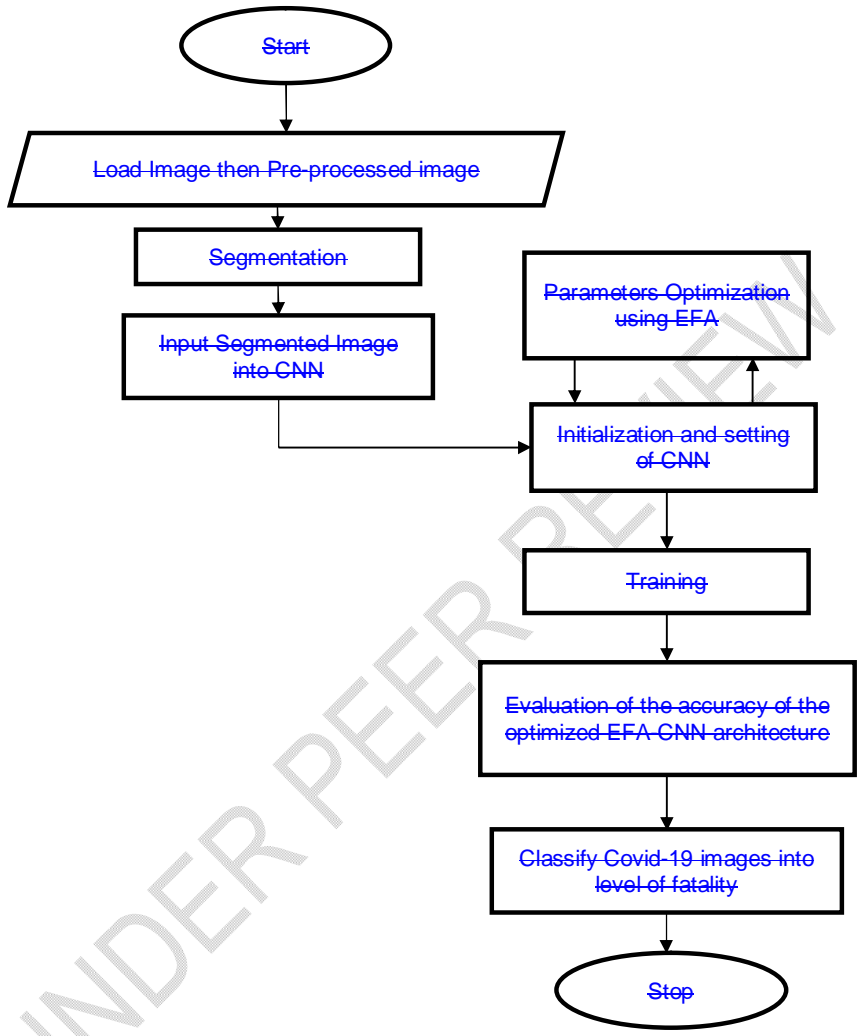 Start
Load Image then Pre-processed image
Segmentation
Input Segmented Image
into CNN
Parameters Optimization
using EFA
Initialization and setting
of CNN
Training
Evaluation of the accuracy of the
optimized EFA-CNN architecture
Classify Covid-19 images into
level of fatality
Stop
UNDER PEER REVIEW